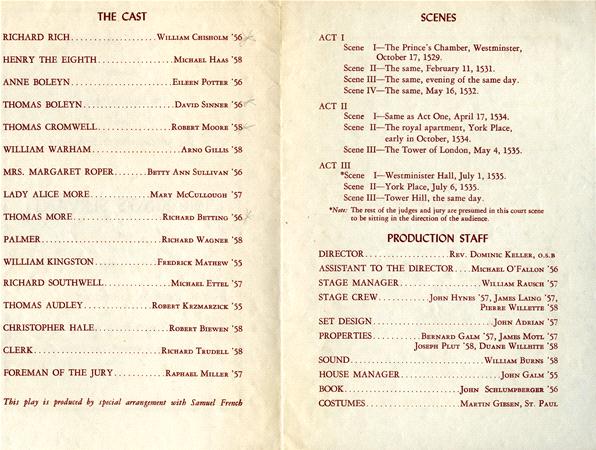 THE CAST
RICHARD RICH..................William Chisholm '56
HENRY THE EIGHTH..................Michael Haas '58
ANNE BOLEYN..................Eileen Potter '56
THOMAS BOLEYN..................David Sinner '56
THOMAS CROMWELL..................Robert Moore '58
WILLIAM WARHAM..................Arno Gillis '58
MRS. MARGARET ROPER........Betty Ann Sullivan '56
LADY ALICE MORE...........Mary McCullough '57
THOMAS MORE..................Richard Betting '56
PALMER..................Richard Wagner '58
WILLIAM KINGSTON..........Fredrick Mathew '55
RICHARD SOUTHWELL..........Michael Ettel '57
THOMAS AUDLEY..........Robert Krzmarzick '55
CHRISTOPHER HALE..........Robert Biewen '58
CLERK..................Richard Trudell '58
FOREMAN OF THE JURY..........Raphael Miller '57
This play is produced by special arrangement with Samuel French
SCENES
ACT I
Scene I—The Prince's Chamber, Westminster,
October 17, 1529.
Scene II—The same, February 11, 1531.
Scene III—The same, evening of the same day.
Scene IV—The same, May 16, 1532.
ACT II
Scene I—Same as Act One, April 17, 1534.
Scene II—The royal apartment, York Place,
early in October, 1534.
Scene III—The Tower of London, May 4, 1535.
ACT III
*Scene I—Westminster Hall, July 1, 1535.
Scene II—York Place, July 6, 1535.
Scene III—Tower Hill, the same day.
*Note: The rest of the judges and jury are presumed in this court scene
to be sitting in the direction of the audience.
PRODUCTION STAFF
DIRECTOR..................Rev. Dominic Keller, o.s.b
ASSISTANT TO THE DIRECTOR....Michael O'Fallon '56
STAGE MANAGER..................William Rausch '57
STAGE CREW..........John Hynes '57, James Laing '57,
Pierre Willette '58
SET DESIGN..................John Adrian '57
PROPERTIES..........Bernard Galm '57, James Motl '57
Joseph Plut '58, Duane Willhite '58
SOUND..................William Burns '58
HOUSE MANAGER..................John Galm '55
BOOK..................John Schlumpberger '56
COSTUMES..................Martin Giesen, St. Paul